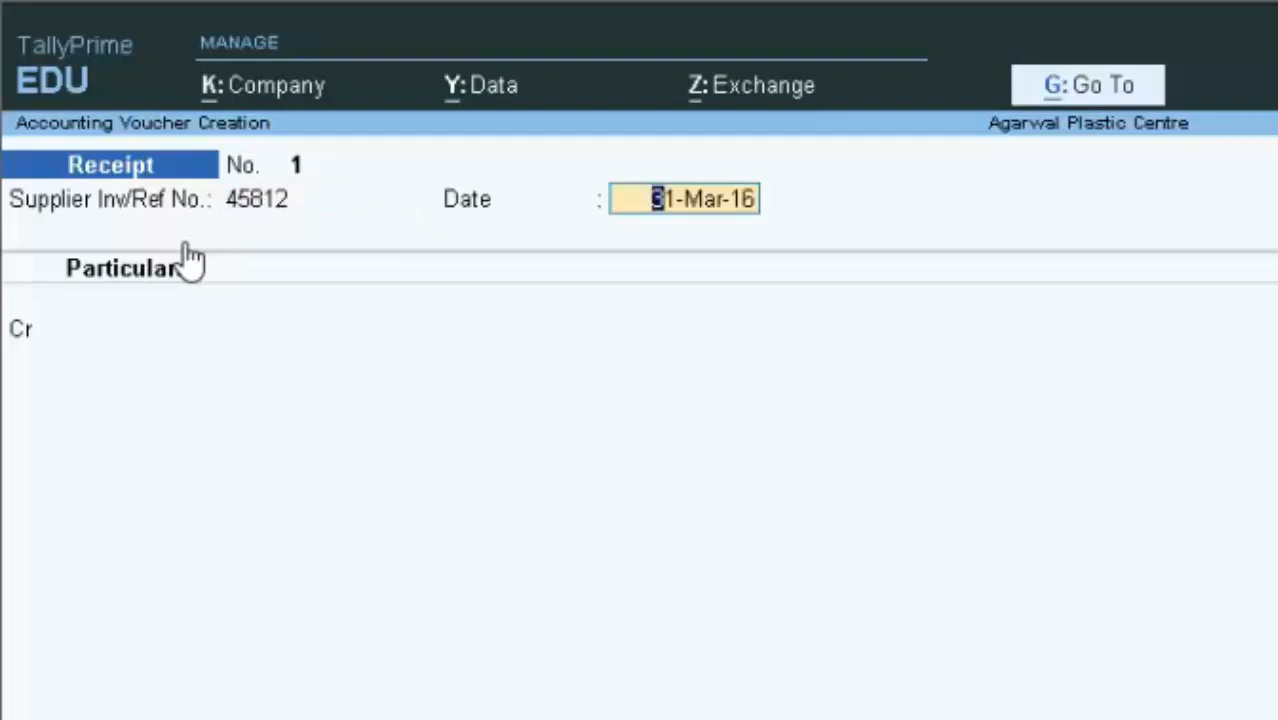 TallyPrime
EDU
MANAGE
K: Company Y: Data Z: Exchange G: Go To
Accounting Voucher Creation Agarwal Plastic Centre
Receipt No. 1
Supplier Inv/Ref No.: 45812 Date : 31-Mar-16
Particular
Cr